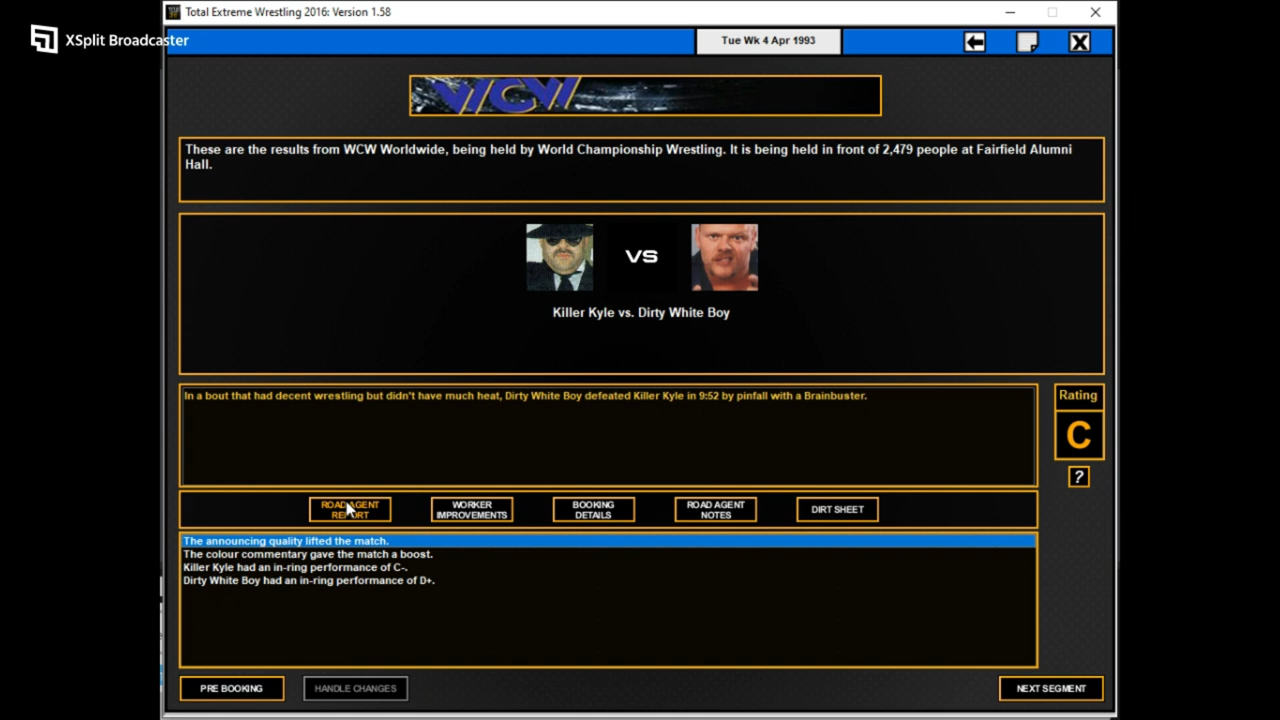 Total Extreme Wrestling 2016: Version 1.58
XSplit Broadcaster
Tue Wk 4 Apr 1993
WCW
These are the results from WCW Worldwide, being held by World Championship Wrestling. It is being held in front of 2,479 people at Fairfield Alumni
Hall.
VS
Killer Kyle vs. Dirty White Boy
In a bout that had decent wrestling but didn't have much heat, Dirty White Boy defeated Killer Kyle in 9:52 by pinfall with a Brainbuster.
Rating
C
?
ROAD AGENT
REPORT
WORKER
IMPROVEMENTS
BOOKING
DETAILS
ROAD AGENT
NOTES
DIRT SHEET
The announcing quality lifted the match.
The colour commentary gave the match a boost.
Killer Kyle had an in-ring performance of C-.
Dirty White Boy had an in-ring performance of D+.
PRE BOOKING
HANDLE CHANGES
NEXT SEGMENT